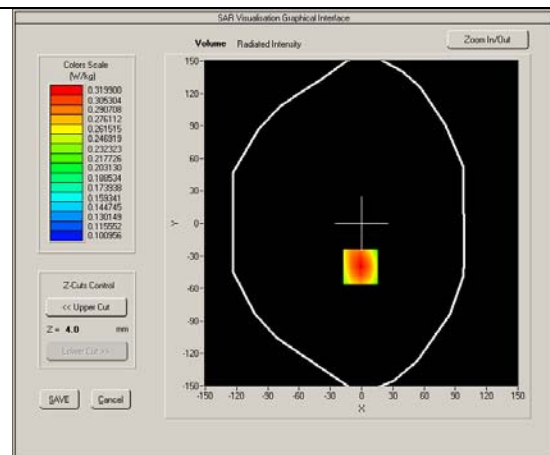 SAR Visualisation Graphical Interface
Colors Scale
(W/kg)
0.319900
0.305304
0.290708
0.276112
0.261515
0.246919
0.232323
0.217726
0.203130
0.188534
0.173938
0.159341
0.144745
0.130149
0.115552
0.100956
Z-Cuts Control
<< Upper Cut
Z = 4.0 mm
Lower Cut >>
SAVE Cancel
Volume Radiated Intensity
Zoom In/Out
150-
120-
90-
60-
30-
0-
-30-
-60-
-90-
-120-
-150-
Y
-150 -120 -90 -60 -30 0 30 60 90 120 150
X